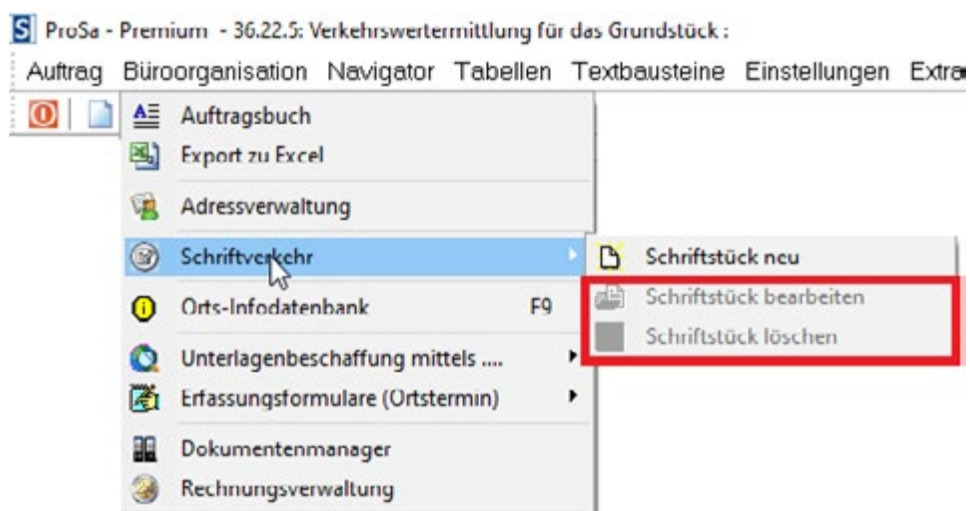 S ProSa - Premium - 36.22.5: Verkehrswertermittlung für das Grundstück :
Auftrag Büroorganisation Navigator Tabellen Textbausteine Einstellungen Extra
Auftragsbuch
Export zu Excel
Adressverwaltung
Schriftverkehr
Schriftstück neu
Schriftstück bearbeiten
Schriftstück löschen
Orts-Infodatenbank F9
Unterlagenbeschaffung mittels ....
Erfassungsformulare (Ortstermin)
Dokumentenmanager
Rechnungsverwaltung